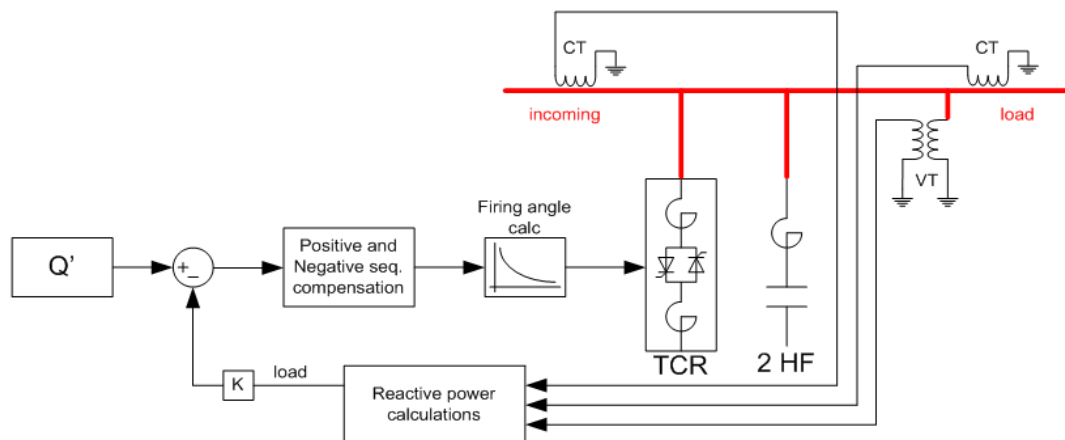 CT
CT
incoming
load
VT
Firing angle
calc
Q’
+
–
Positive and
Negative seq.
compensation
TCR
2 HF
K
load
Reactive power
calculations